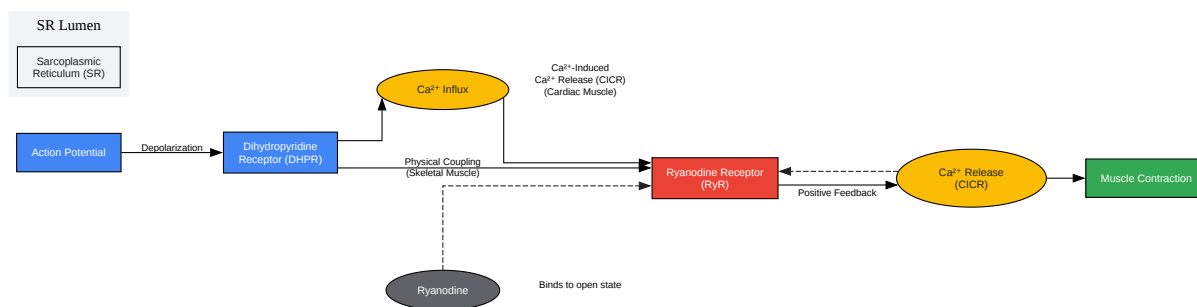 SR Lumen
Sarcoplasmic
Reticulum (SR)
Ca²⁺ Influx
Ca²⁺-Induced
Ca²⁺ Release (CICR)
(Cardiac Muscle)
Action Potential
Depolarization
Dihydropyridine
Receptor (DHPR)
Physical Coupling
(Skeletal Muscle)
Ryanodine Receptor
(RyR)
Positive Feedback
Ca²⁺ Release
(CICR)
Muscle Contraction
Ryanodine
Binds to open state